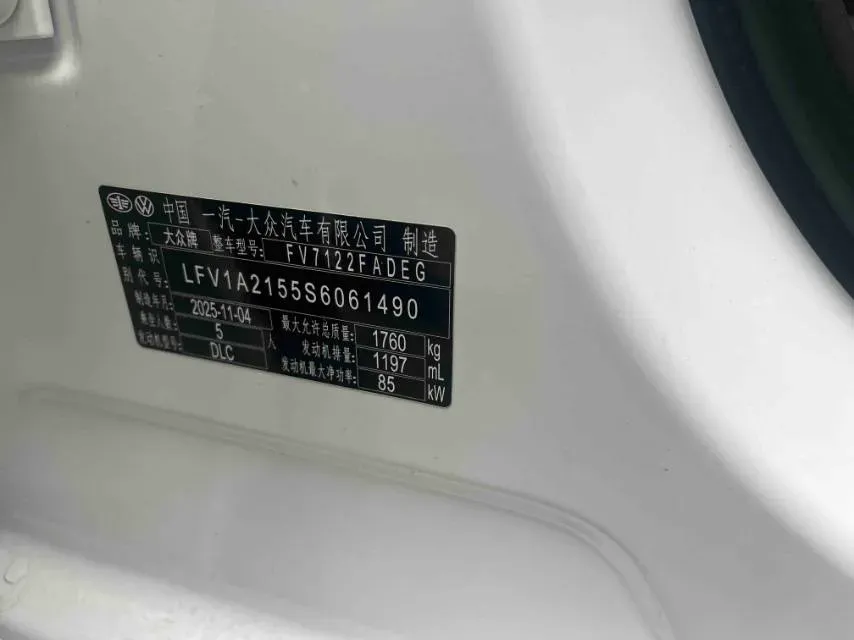 中国 一汽-大众汽车有限公司 制造
品牌: 大众牌 整车型号: FV7122FADEG
车辆识别代号: LFV1A2155S6061490
制造年月: 2025-11-04 最大允许总质量: 1760 kg
乘坐人数: 5 人 发动机排量: 1197 mL
发动机型号: DLC 发动机最大净功率: 85 kW